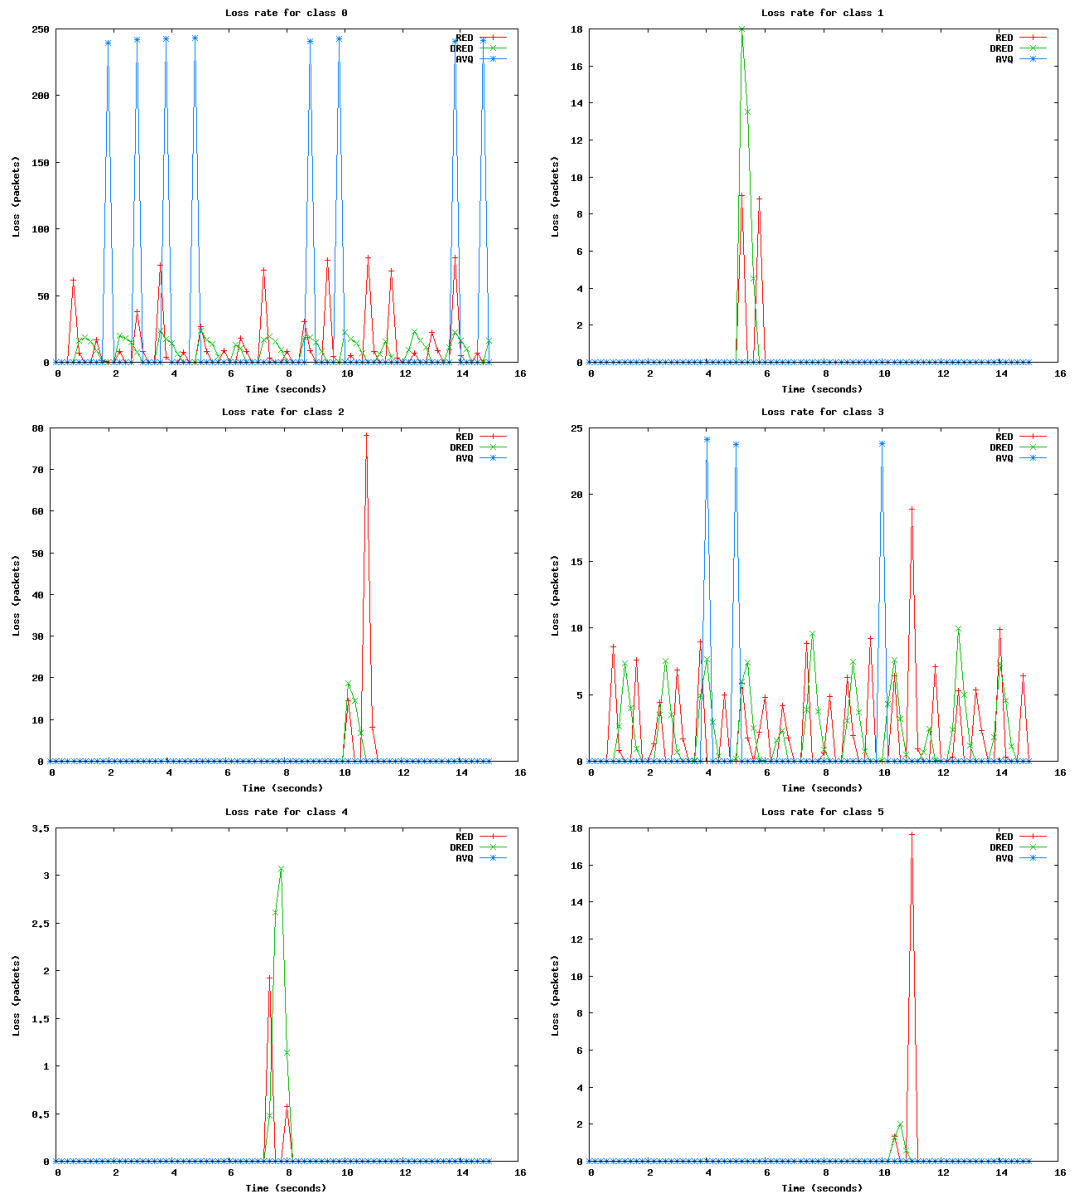 Loss rate for class 0
250
200
150
100
50
0
Loss (packets)
RED
DRED
AVQ
0 2 4 6 8 10 12 14 16
Time (seconds)
Loss rate for class 1
18
16
14
12
10
8
6
4
2
0
Loss (packets)
RED
DRED
AVQ
0 2 4 6 8 10 12 14 16
Time (seconds)
Loss rate for class 2
80
70
60
50
40
30
20
10
0
Loss (packets)
RED
DRED
AVQ
0 2 4 6 8 10 12 14 16
Time (seconds)
Loss rate for class 3
25
20
15
10
5
0
Loss (packets)
RED
DRED
AVQ
0 2 4 6 8 10 12 14 16
Time (seconds)
Loss rate for class 4
3.5
3
2.5
2
1.5
1
0.5
0
Loss (packets)
RED
DRED
AVQ
0 2 4 6 8 10 12 14 16
Time (seconds)
Loss rate for class 5
18
16
14
12
10
8
6
4
2
0
Loss (packets)
RED
DRED
AVQ
0 2 4 6 8 10 12 14 16
Time (seconds)